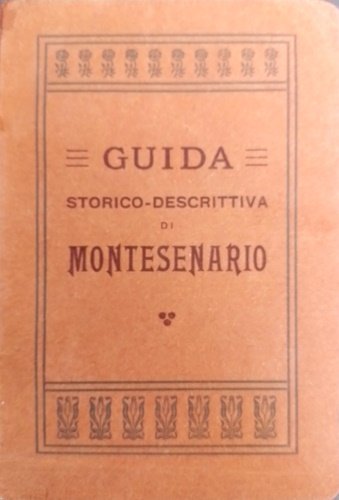 GUIDA
STORICO-DESCRITTIVA
DI
MONTESENARIO